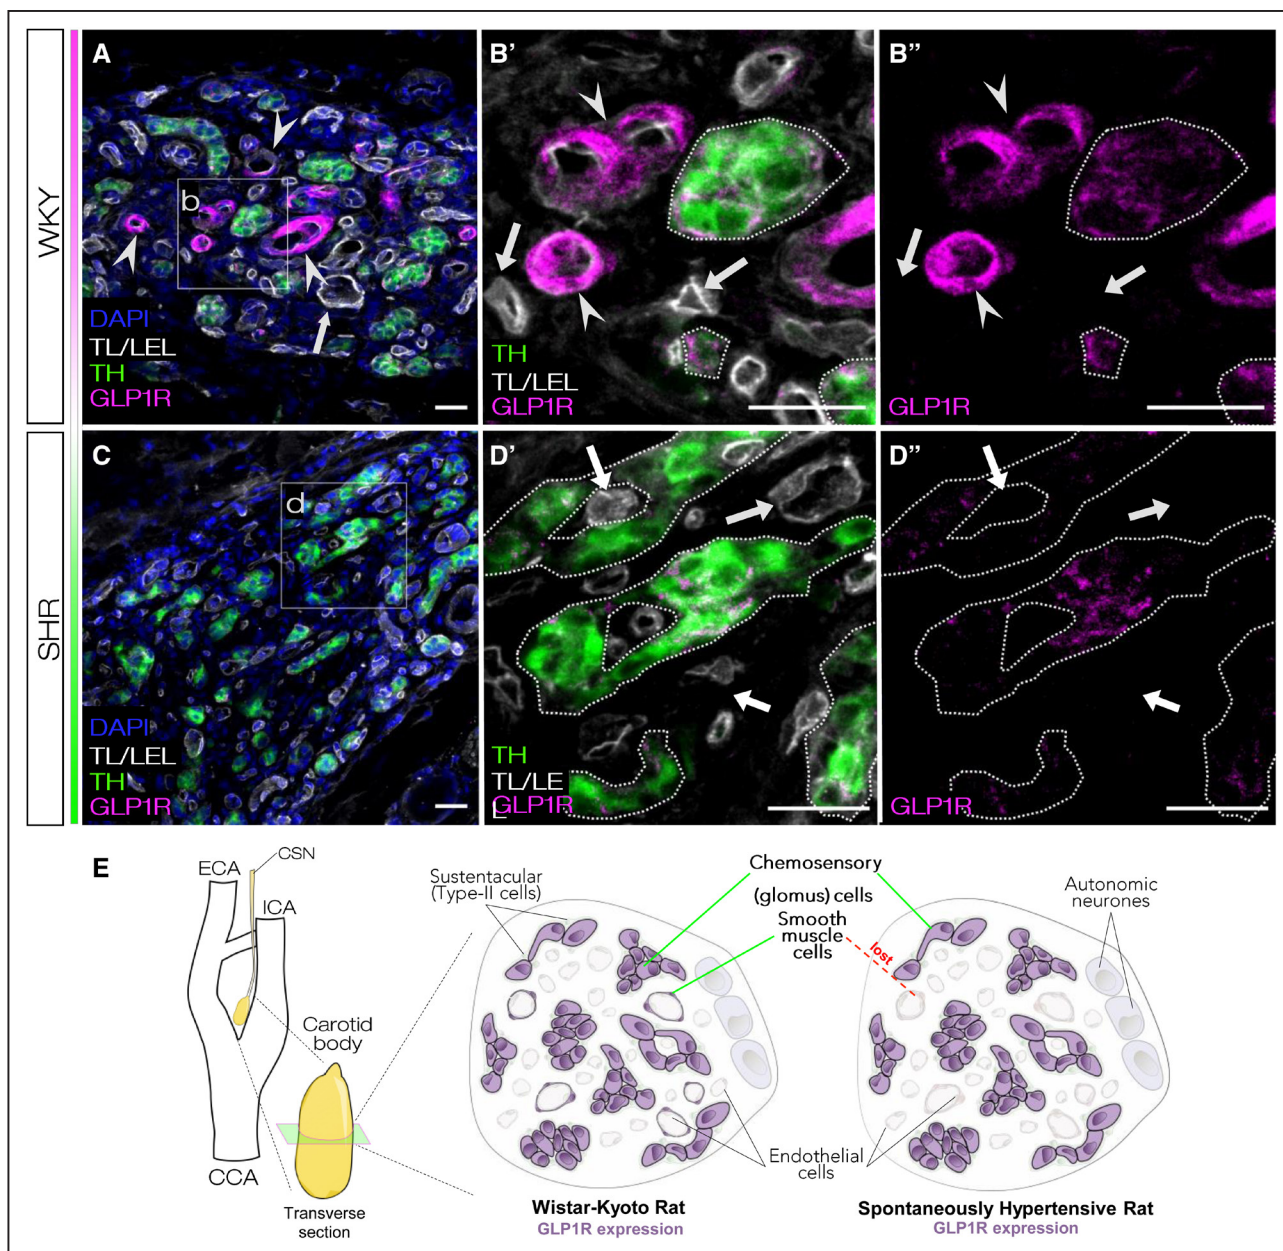 WKY
A
b
DAPI
TL/LEL
TH
GLP1R
B’
TH
TL/LEL
GLP1R
B”
GLP1R
SHR
C
d
DAPI
TL/LEL
TH
GLP1R
D’
TH
TL/LE
L
GLP1R
D”
GLP1R
E
CSN
ECA
ICA
Carotid
body
CCA
Transverse
section
Sustentacular
(Type-II cells)
Chemosensory
(glomus) cells
Smooth
muscle
cells
lost
Autonomic
neurones
Endothelial
cells
Wistar-Kyoto Rat
GLP1R expression
Spontaneously Hypertensive Rat
GLP1R expression